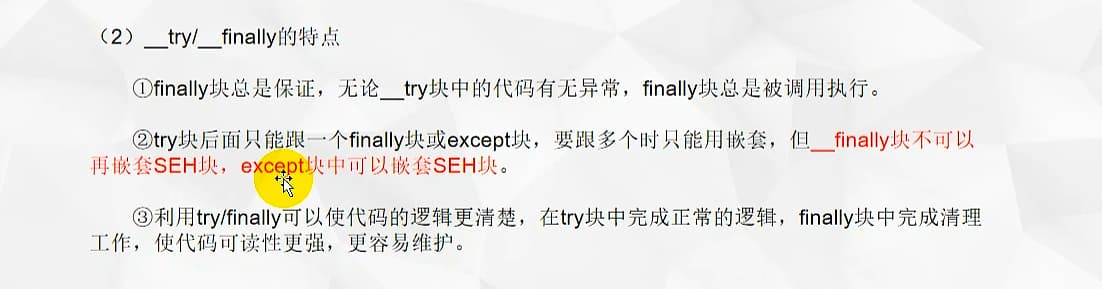 （2）__try/__finally的特点
①finally块总是保证，无论__try块中的代码有无异常，finally块总是被调用执行。
②try块后面只能跟一个finally块或except块，要跟多个时只能用嵌套，但__finally块不可以
再嵌套SEH块，except块中可以嵌套SEH块。
③利用try/finally可以使代码的逻辑更清楚，在try块中完成正常的逻辑，finally块中完成清理
工作，使代码可读性更强，更容易维护。